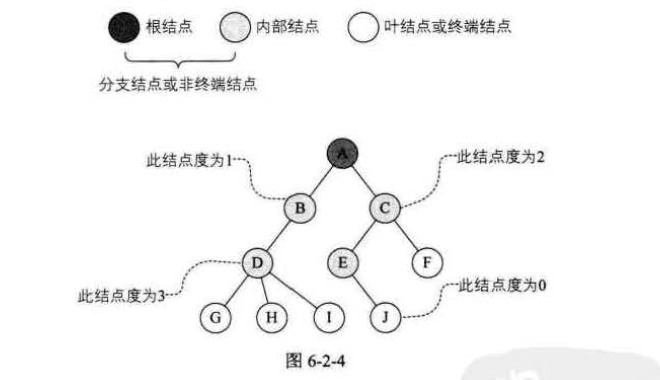 根结点 内部结点 叶结点或终端结点
分支结点或非终端结点
A
此结点度为1 此结点度为2
B C
D E F
此结点度为3 此结点度为0
G H I J
图 6-2-4